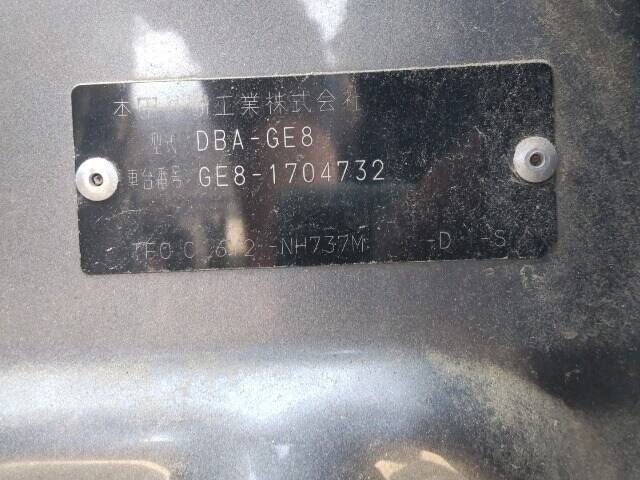 本田技研工業株式会社
型式 DBA-GE8
車台番号 GE8-1704732
-NH737M -D -S